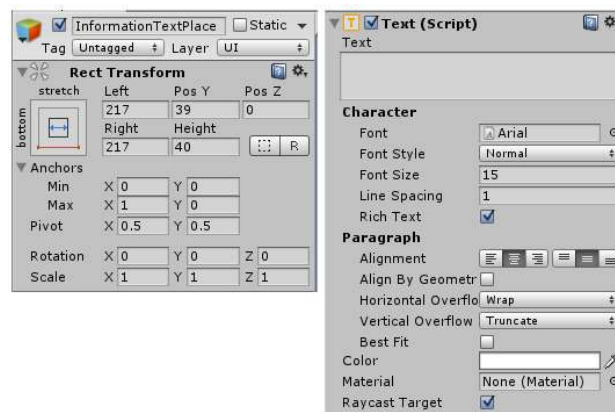 InformationTextPlace Static
Tag Untagged Layer UI
Rect Transform
stretch Left Pos Y Pos Z
bottom 217 39 0
Right Height
217 40 R
Anchors
Min X 0 Y 0
Max X 1 Y 0
Pivot X 0.5 Y 0.5
Rotation X 0 Y 0 Z 0
Scale X 1 Y 1 Z 1
T Text (Script)
Text
Character
Font Arial
Font Style Normal
Font Size 15
Line Spacing 1
Rich Text
Paragraph
Alignment
Align By Geometr
Horizontal Overflo Wrap
Vertical Overflow Truncate
Best Fit
Color
Material None (Material)
Raycast Target